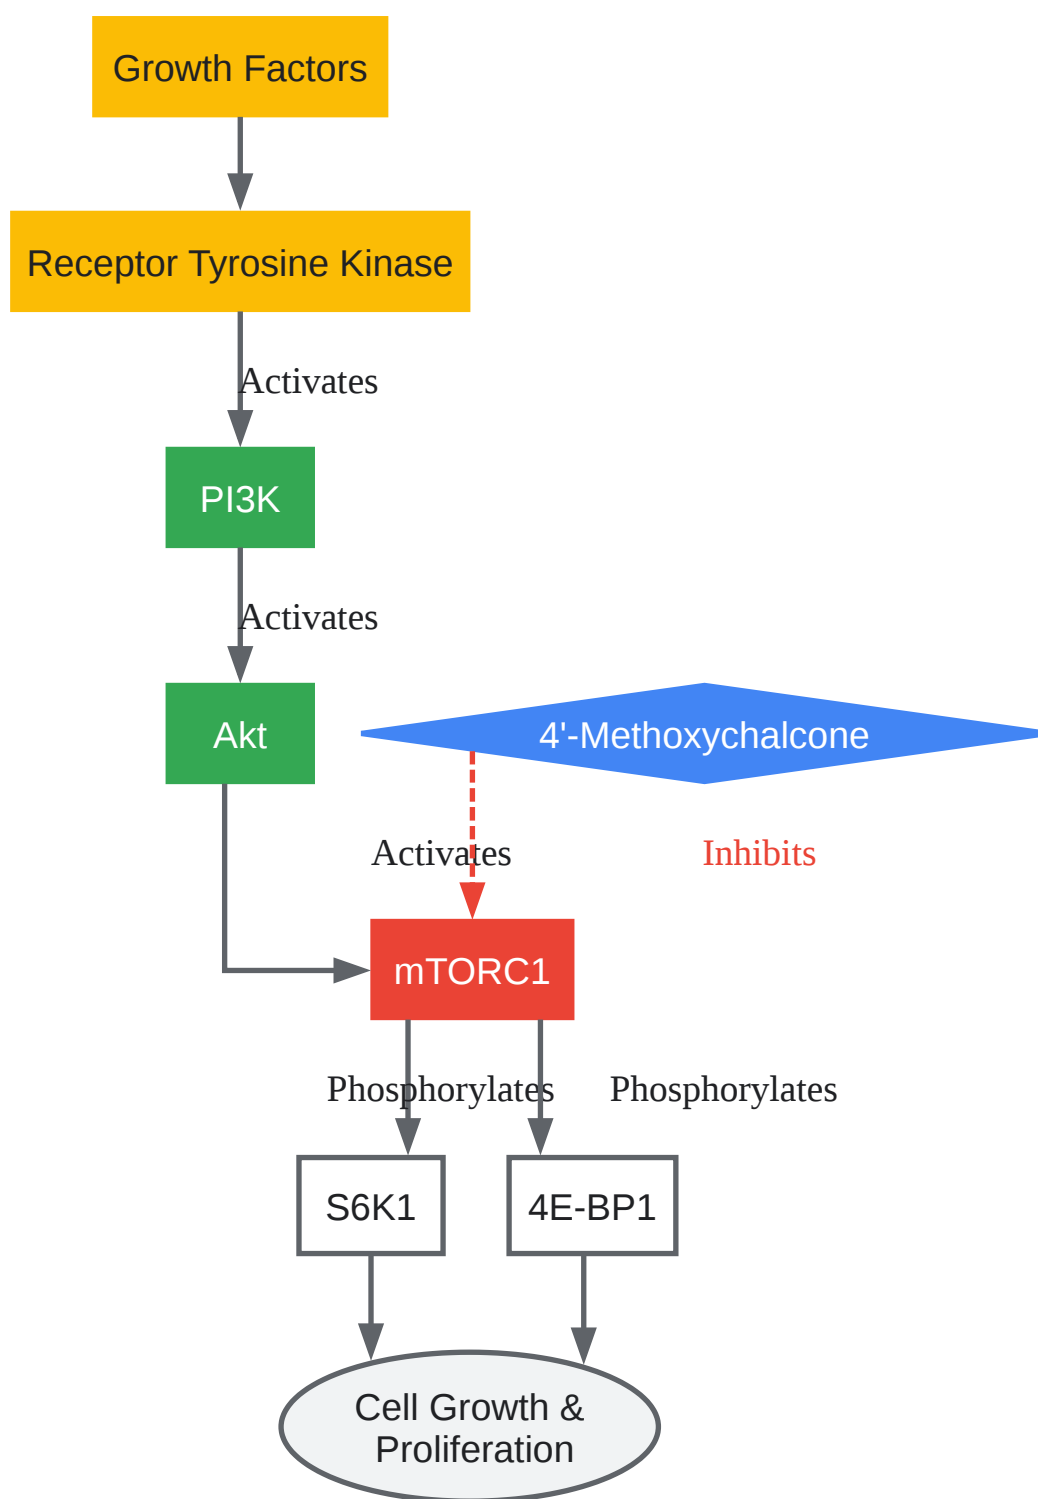 Growth Factors
Receptor Tyrosine Kinase
Activates
PI3K
Activates
Akt
4'-Methoxychalcone
Activates
Inhibits
mTORC1
Phosphorylates
Phosphorylates
S6K1
4E-BP1
Cell Growth &
Proliferation